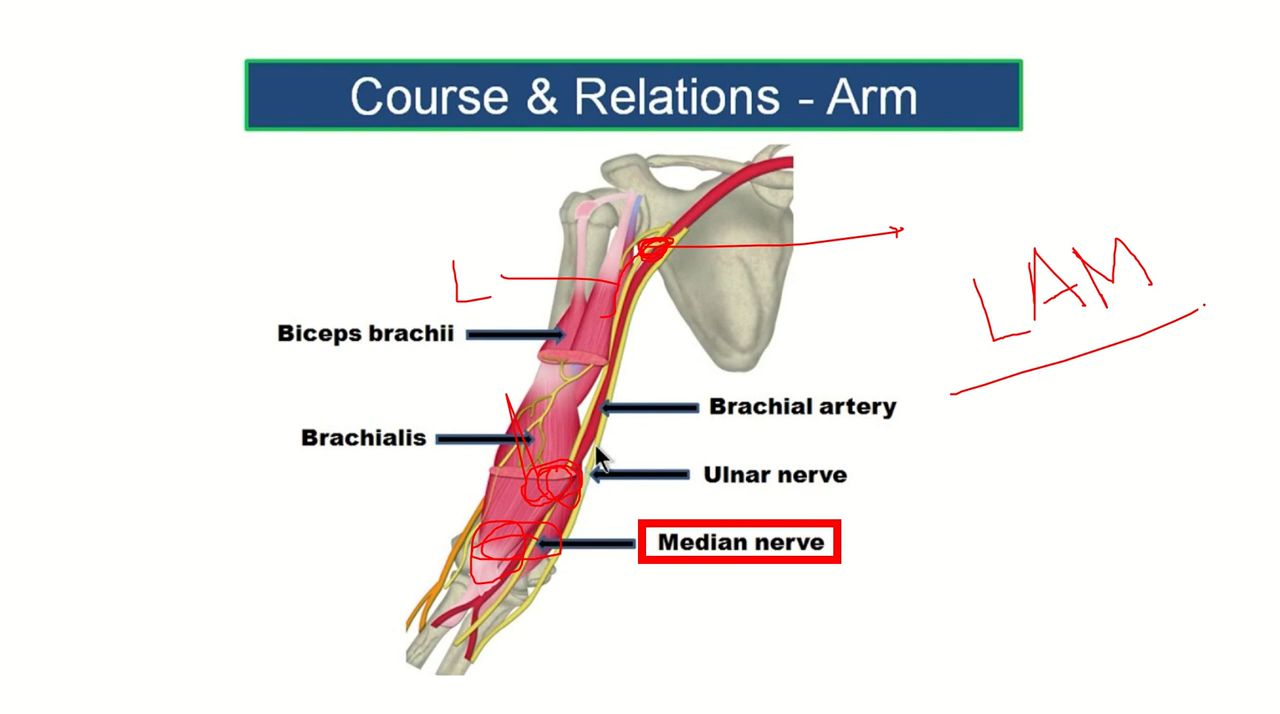 Course & Relations - Arm
L
LAM
Biceps brachii
Brachial artery
Brachialis
Ulnar nerve
Median nerve